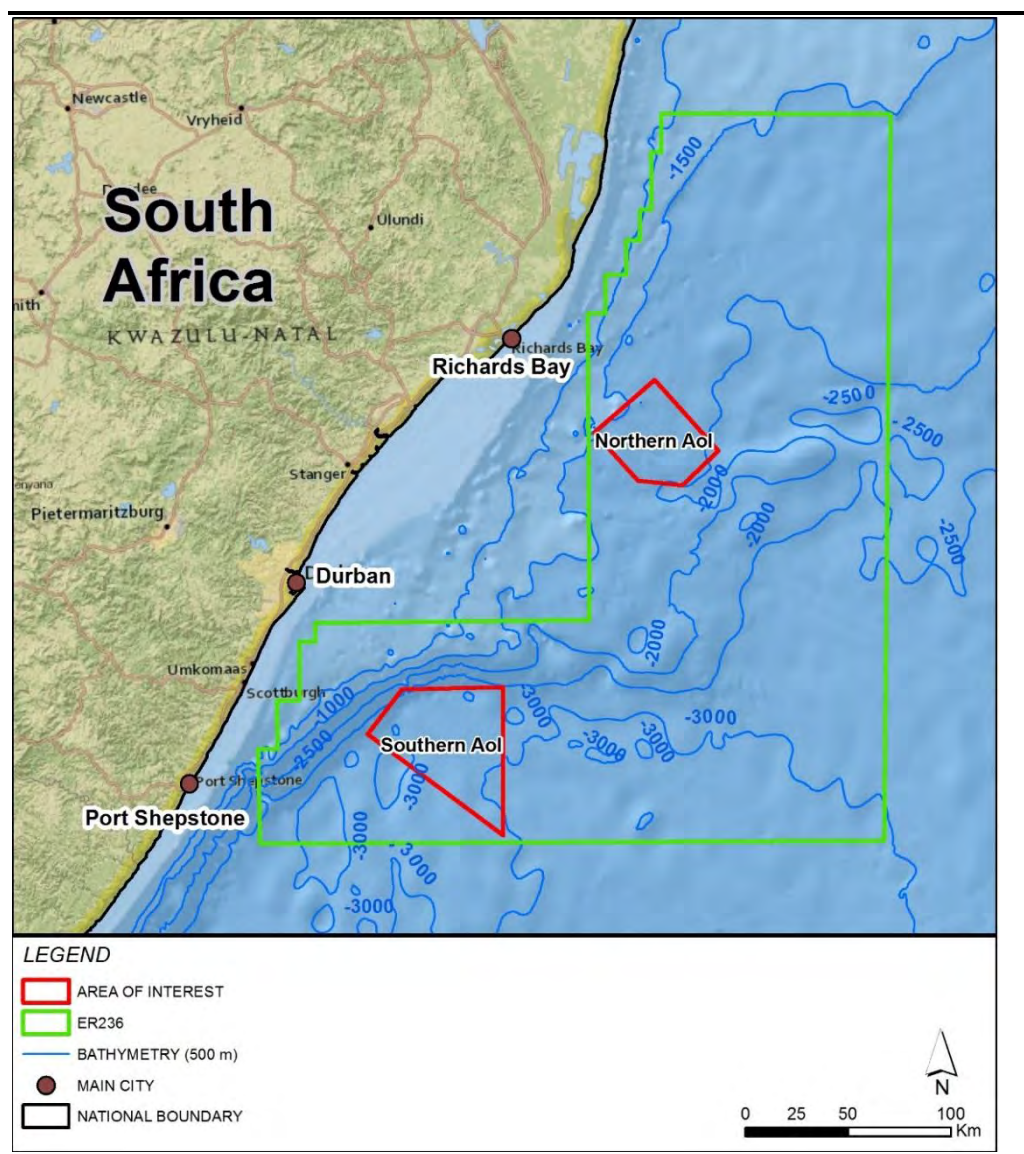 Newcastle
Vryheid
South
Africa
Ulundi
KWAZULU-NATAL
Richards Bay
Richards Bay
Stanger
Pietermaritzburg
Durban
Umkomaas
Scottburgh
Port Shepstone
Port Shepstone
-1500
-2500
-2500
Northern AoI
-2000
-2000
-2500
-2000
-1000
-2500
-3000
-3000
-3000
-3000
Southern AoI
-3000
-3000
-3000
-3000
LEGEND
AREA OF INTEREST
ER236
BATHYMETRY (500 m)
MAIN CITY
NATIONAL BOUNDARY
N
0 25 50 100
Km